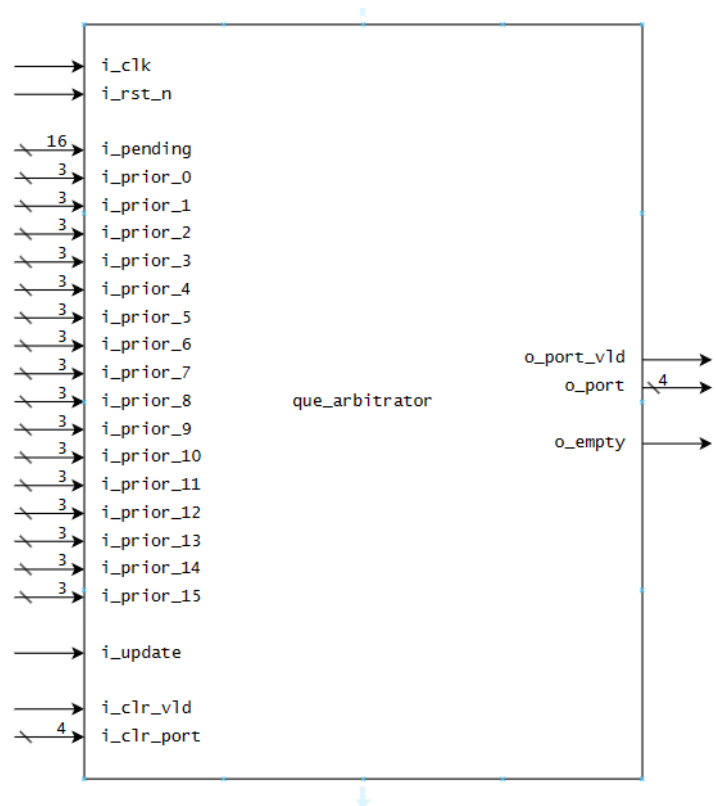 i_clk
i_rst_n
16 i_pending
3 i_prior_0
3 i_prior_1
3 i_prior_2
3 i_prior_3
3 i_prior_4
3 i_prior_5
3 i_prior_6
3 i_prior_7
3 i_prior_8
3 i_prior_9
3 i_prior_10
3 i_prior_11
3 i_prior_12
3 i_prior_13
3 i_prior_14
3 i_prior_15
i_update
i_clr_vld
4 i_clr_port
que_arbitrator
o_port_vld
o_port 4
o_empty